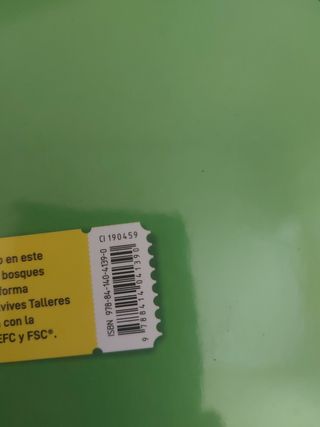 o en este
bosques
forma
vives Talleres
con la
EFC y FSC®.
CI 190459
ISBN 978-84-140-4139-0
9 788414 041390